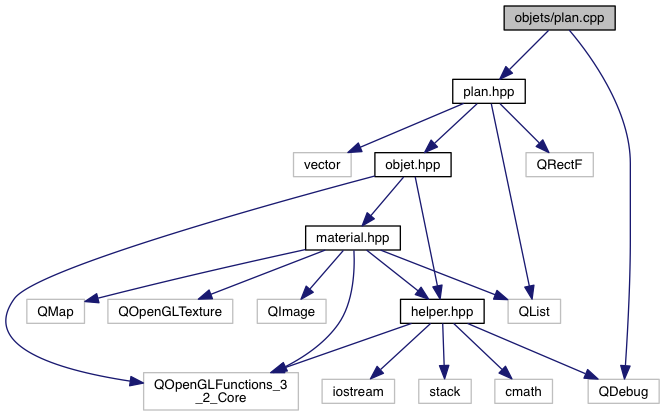 objets/plan.cpp
plan.hpp
vector
objet.hpp
QRectF
material.hpp
QMap
QOpenGLTexture
QImage
helper.hpp
QList
QOpenGLFunctions_3
_2_Core
iostream
stack
cmath
QDebug